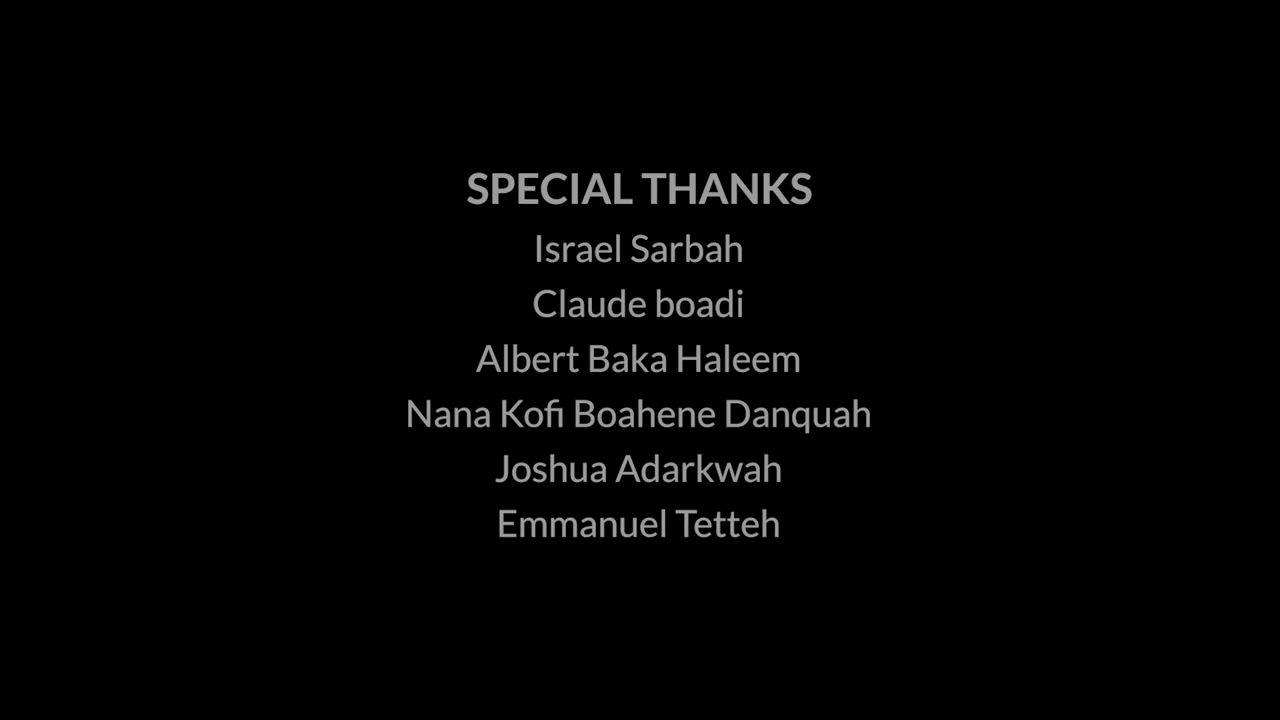 SPECIAL THANKS
Israel Sarbah
Claude boadi
Albert Baka Haleem
Nana Kofi Boahene Danquah
Joshua Adarkwah
Emmanuel Tetteh